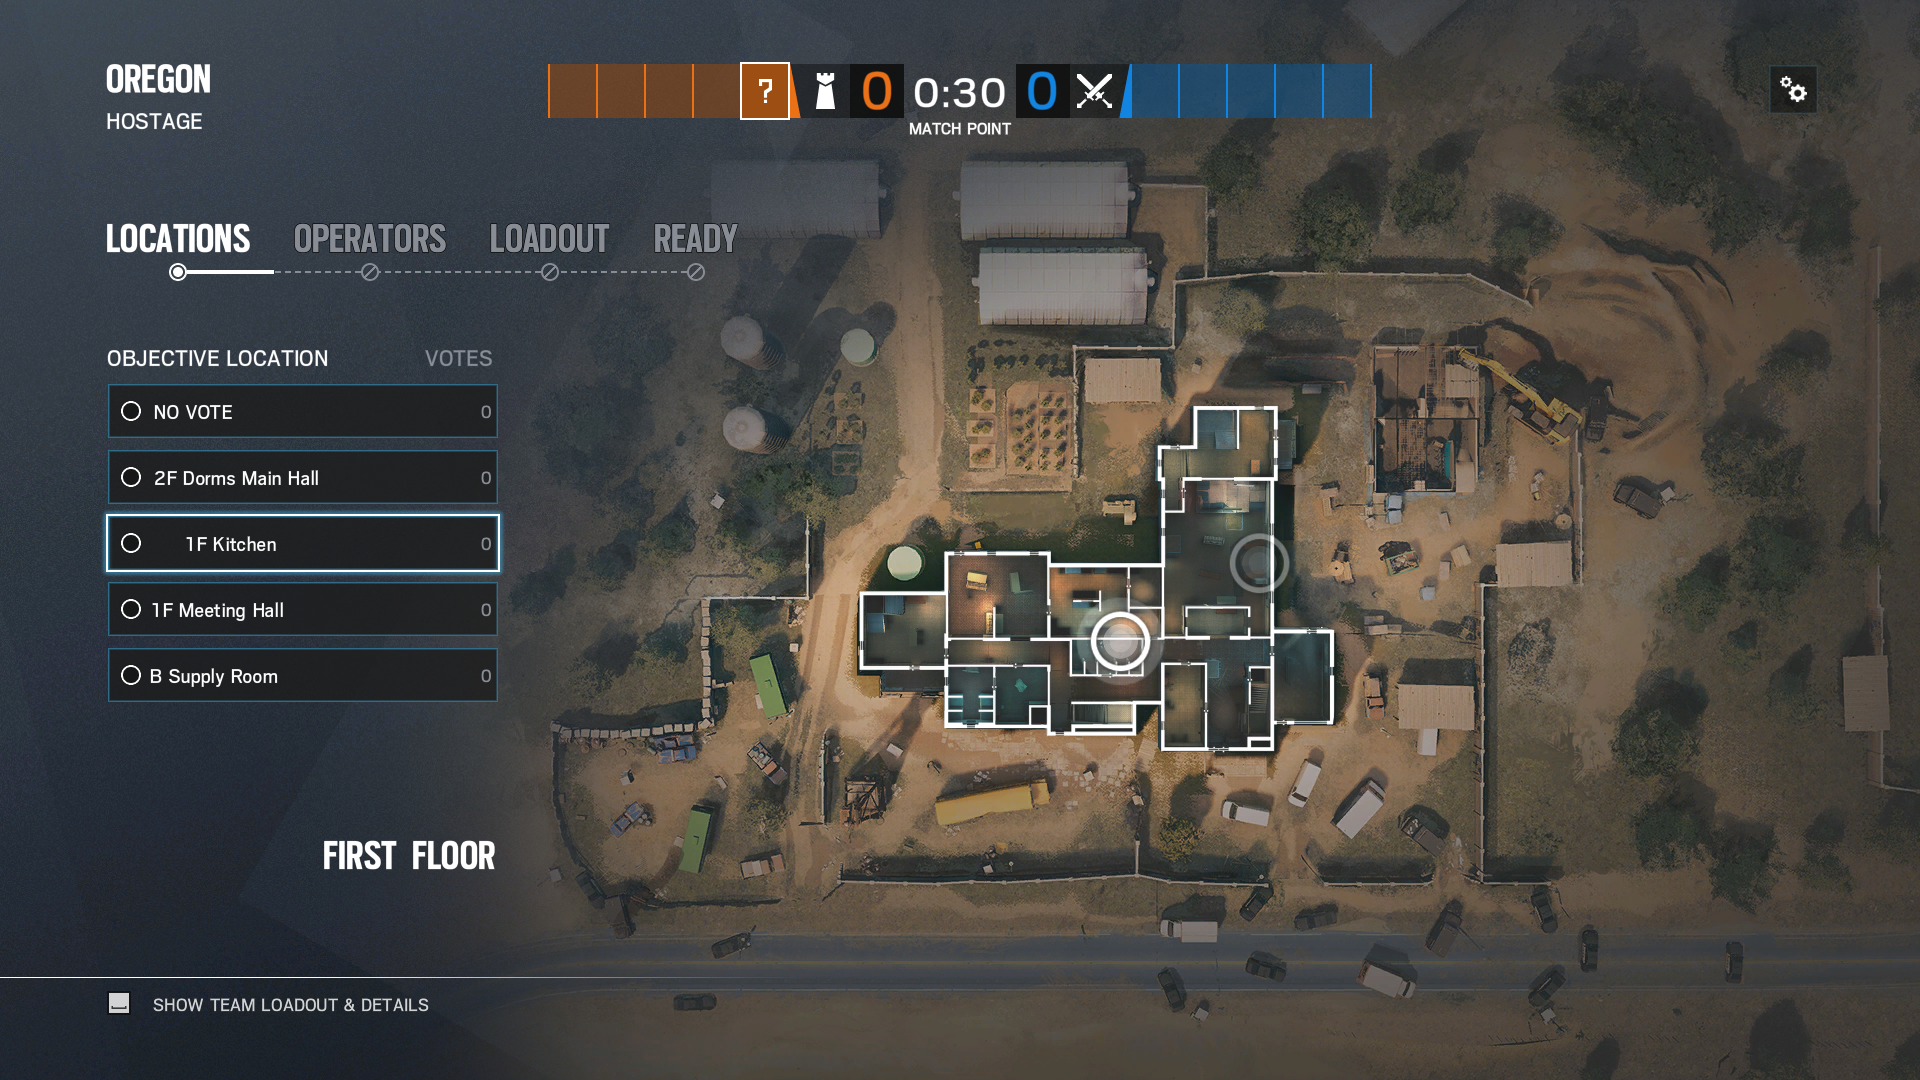 OREGON
HOSTAGE
?
0
0:30
0
MATCH POINT
LOCATIONS
OPERATORS
LOADOUT
READY
OBJECTIVE LOCATION
VOTES
NO VOTE
0
2F Dorms Main Hall
0
1F Kitchen
0
1F Meeting Hall
0
B Supply Room
0
FIRST FLOOR
SHOW TEAM LOADOUT & DETAILS